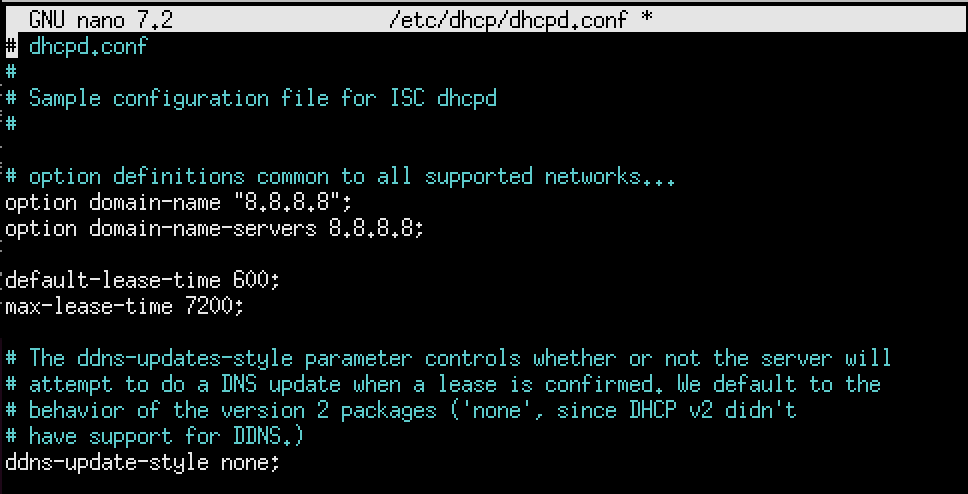 GNU nano 7.2 /etc/dhcp/dhcpd.conf *
# dhcpd.conf
#
# Sample configuration file for ISC dhcpd
#
# option definitions common to all supported networks...
option domain-name "8.8.8.8";
option domain-name-servers 8.8.8.8;
default-lease-time 600;
max-lease-time 7200;
# The ddns-updates-style parameter controls whether or not the server will
# attempt to do a DNS update when a lease is confirmed. We default to the
# behavior of the version 2 packages ('none', since DHCP v2 didn't
# have support for DDNS.)
ddns-update-style none;